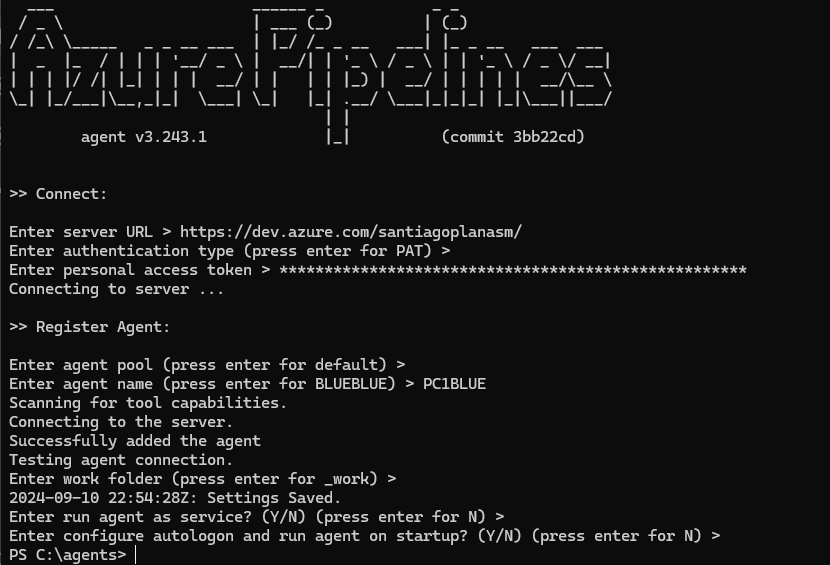 AzurePipelines
agent v3.243.1 (commit 3bb22cd)
>> Connect:
Enter server URL > https://dev.azure.com/santiagoplanasm/
Enter authentication type (press enter for PAT) >
Enter personal access token > ****************************************************
Connecting to server ...
>> Register Agent:
Enter agent pool (press enter for default) >
Enter agent name (press enter for BLUEBLUE) > PC1BLUE
Scanning for tool capabilities.
Connecting to the server.
Successfully added the agent
Testing agent connection.
Enter work folder (press enter for _work) >
2024-09-10 22:54:28Z: Settings Saved.
Enter run agent as service? (Y/N) (press enter for N) >
Enter configure autologon and run agent on startup? (Y/N) (press enter for N) >
PS C:\agents>